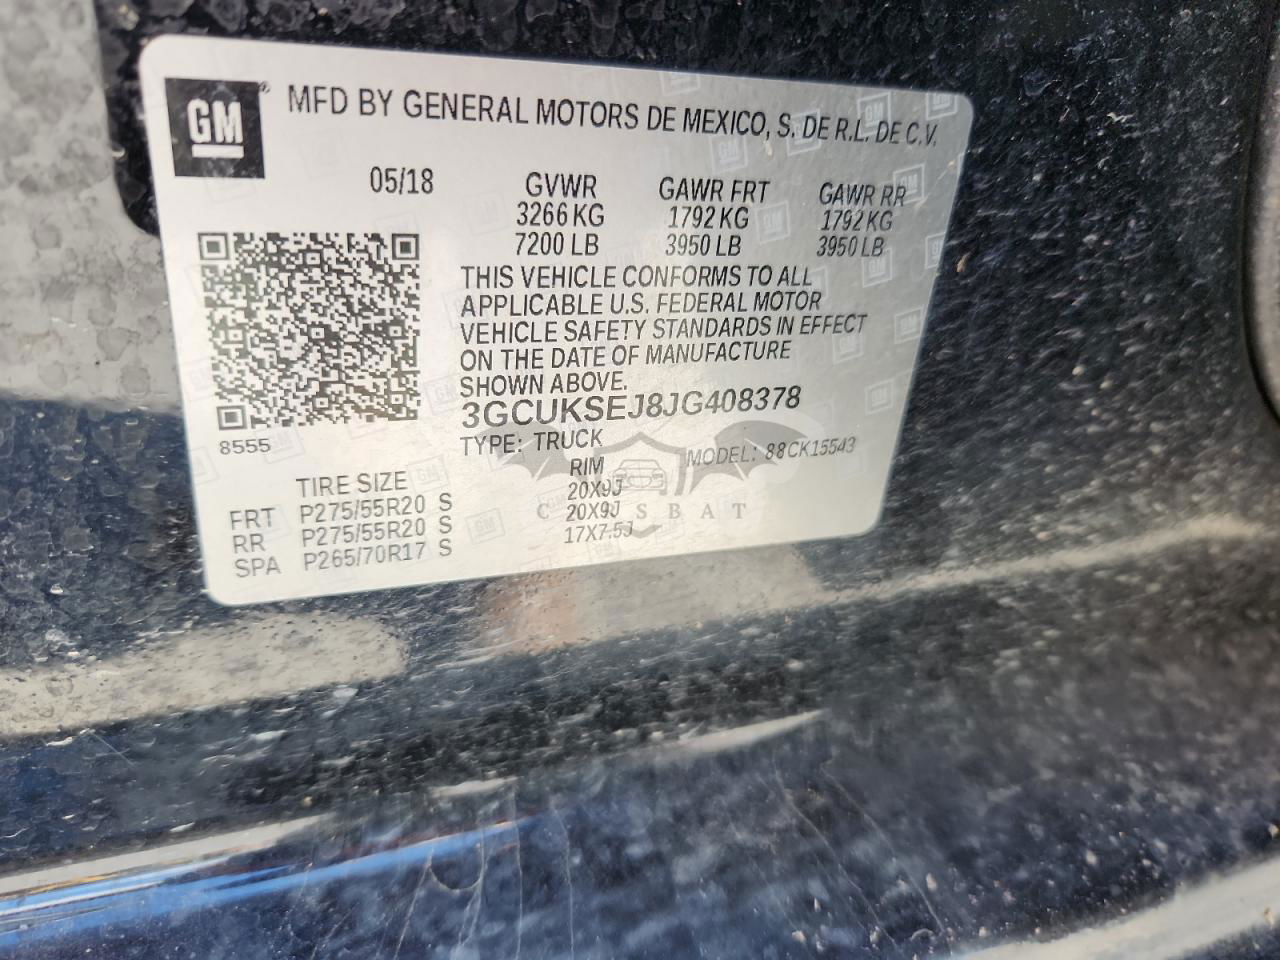 GM
MFD BY GENERAL MOTORS DE MEXICO, S. DE R.L. DE C.V.
05/18
GVWR GAWR FRT GAWR RR
3266 KG 1792 KG 1792 KG
7200 LB 3950 LB 3950 LB
THIS VEHICLE CONFORMS TO ALL
APPLICABLE U.S. FEDERAL MOTOR
VEHICLE SAFETY STANDARDS IN EFFECT
ON THE DATE OF MANUFACTURE
SHOWN ABOVE.
3GCUKSEJ8JG408378
8555
TYPE: TRUCK MODEL: 88CK15543
TIRE SIZE RIM
FRT P275/55R20 S 20X9J
RR P275/55R20 S 20X9J
SPA P265/70R17 S 17X7.5J